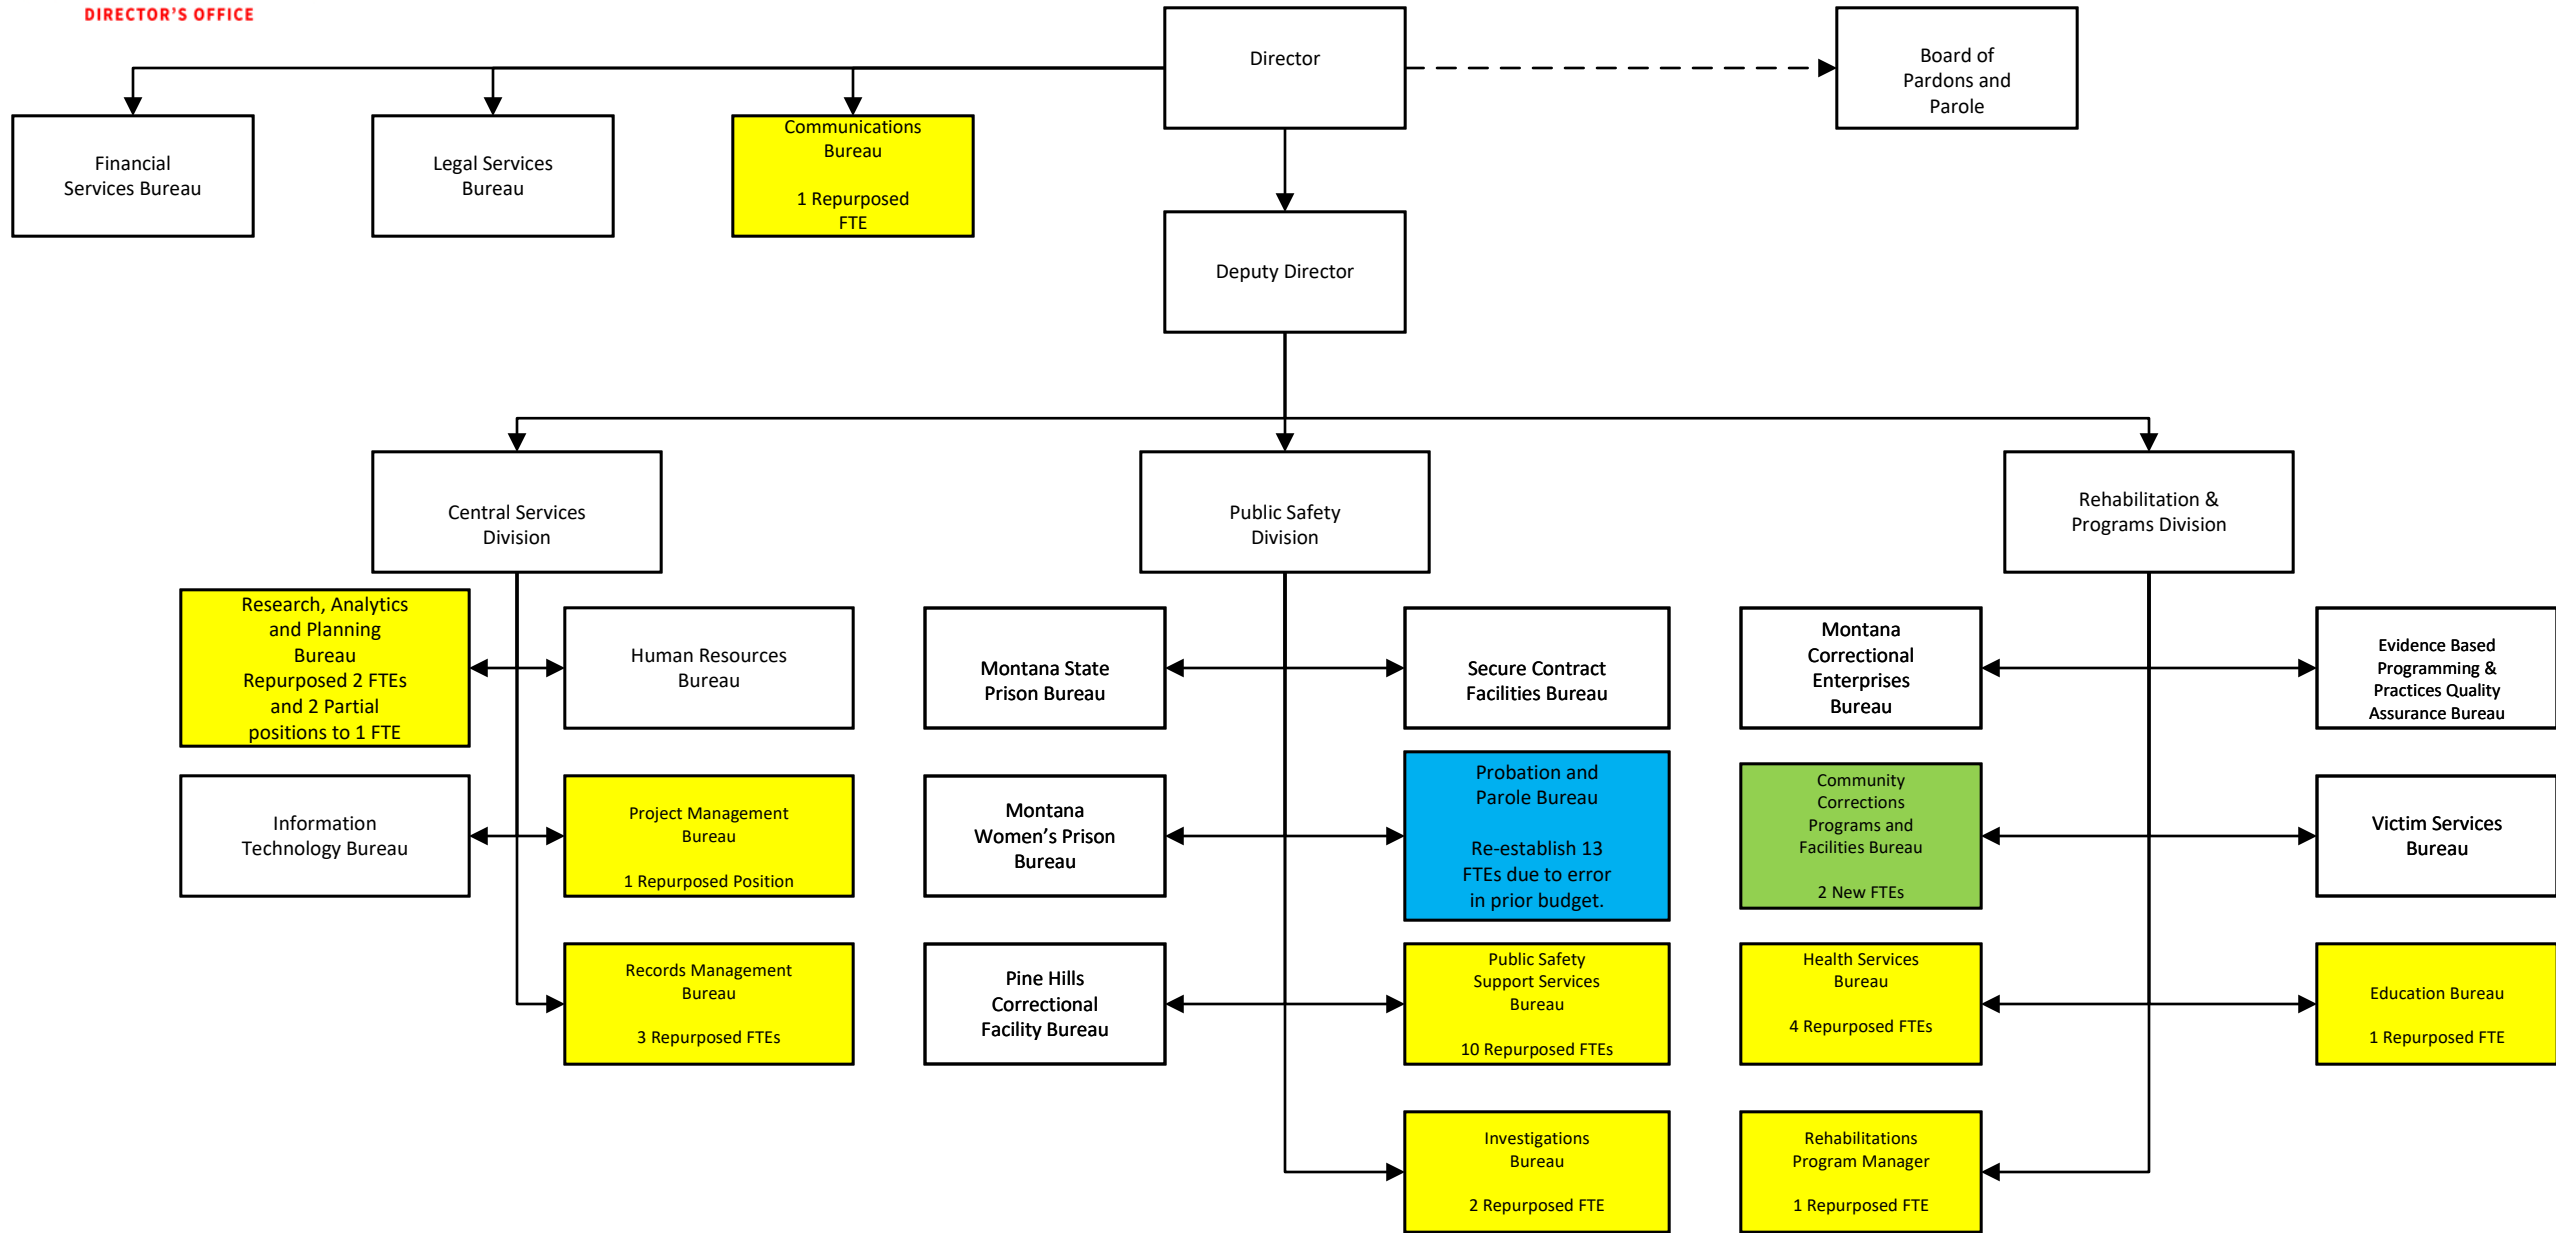 DIRECTOR'S OFFICE
Director
Board of
Pardons and
Parole
Financial
Services Bureau
Legal Services
Bureau
Communications
Bureau
1 Repurposed
FTE
Deputy Director
Central Services
Division
Public Safety
Division
Rehabilitation &
Programs Division
Research, Analytics
and Planning
Bureau
Repurposed 2 FTEs
and 2 Partial
positions to 1 FTE
Human Resources
Bureau
Montana State
Prison Bureau
Secure Contract
Facilities Bureau
Montana
Correctional
Enterprises
Bureau
Evidence Based
Programming &
Practices Quality
Assurance Bureau
Information
Technology Bureau
Project Management
Bureau
1 Repurposed Position
Montana
Women’s Prison
Bureau
Probation and
Parole Bureau
Re-establish 13
FTEs due to error
in prior budget.
Community
Corrections
Programs and
Facilities Bureau
2 New FTEs
Victim Services
Bureau
Records Management
Bureau
3 Repurposed FTEs
Pine Hills
Correctional
Facility Bureau
Public Safety
Support Services
Bureau
10 Repurposed FTEs
Health Services
Bureau
4 Repurposed FTEs
Education Bureau
1 Repurposed FTE
Investigations
Bureau
2 Repurposed FTE
Rehabilitations
Program Manager
1 Repurposed FTE